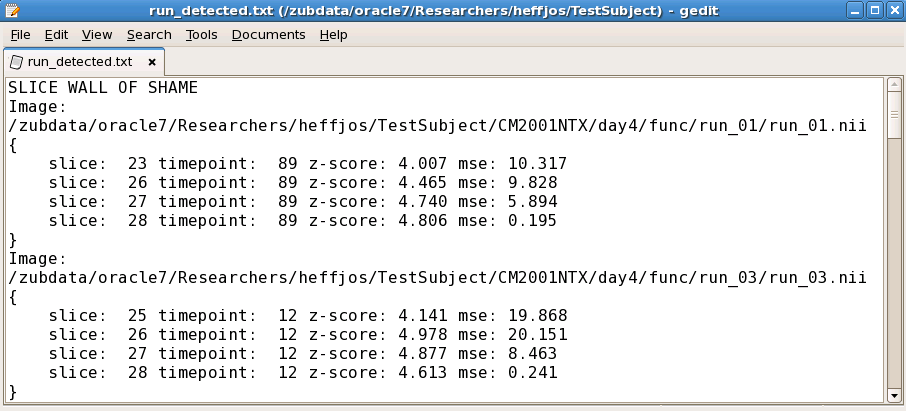 run_detected.txt (/zubdata/oracle7/Researchers/heffjos/TestSubject) - gedit
File Edit View Search Tools Documents Help
run_detected.txt
SLICE WALL OF SHAME
Image:
/zubdata/oracle7/Researchers/heffjos/TestSubject/CM2001NTX/day4/func/run_01/run_01.nii
{
    slice:  23 timepoint:  89 z-score: 4.007 mse: 10.317
    slice:  26 timepoint:  89 z-score: 4.465 mse: 9.828
    slice:  27 timepoint:  89 z-score: 4.740 mse: 5.894
    slice:  28 timepoint:  89 z-score: 4.806 mse: 0.195
}
Image:
/zubdata/oracle7/Researchers/heffjos/TestSubject/CM2001NTX/day4/func/run_03/run_03.nii
{
    slice:  25 timepoint:  12 z-score: 4.141 mse: 19.868
    slice:  26 timepoint:  12 z-score: 4.978 mse: 20.151
    slice:  27 timepoint:  12 z-score: 4.877 mse: 8.463
    slice:  28 timepoint:  12 z-score: 4.613 mse: 0.241
}